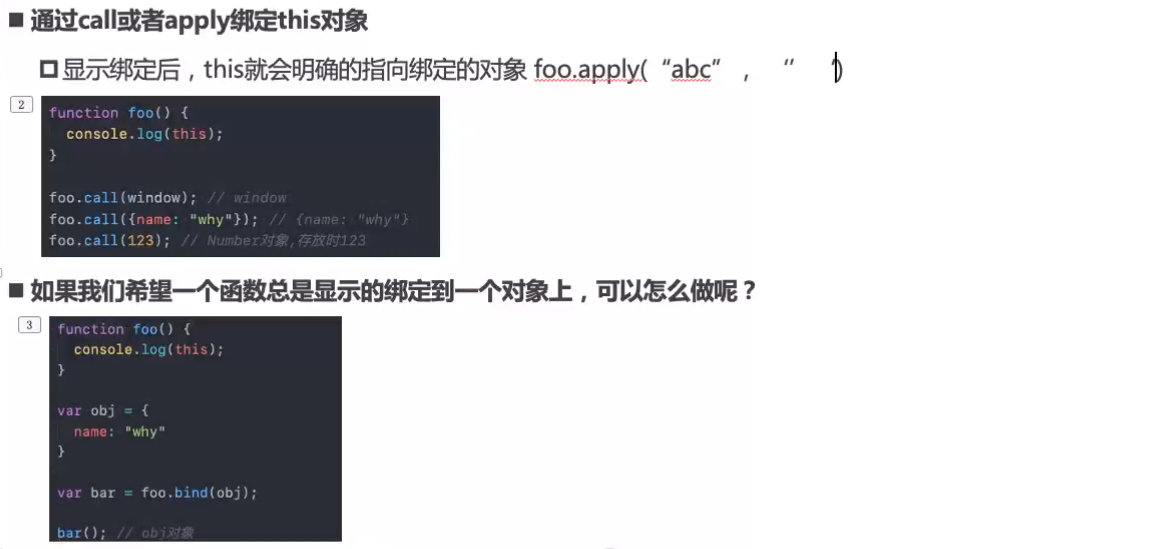 ■ 通过call或者apply绑定this对象
显示绑定后，this就会明确的指向绑定的对象 foo.apply(“abc” ， “ ”)
2
function foo() {
  console.log(this);
}
foo.call(window); // window
foo.call({name: "why"}); // {name: "why"}
foo.call(123); // Number对象,存放时123
■ 如果我们希望一个函数总是显示的绑定到一个对象上，可以怎么做呢？
3
function foo() {
  console.log(this);
}
var obj = {
  name: "why"
}
var bar = foo.bind(obj);
bar(); // obj对象